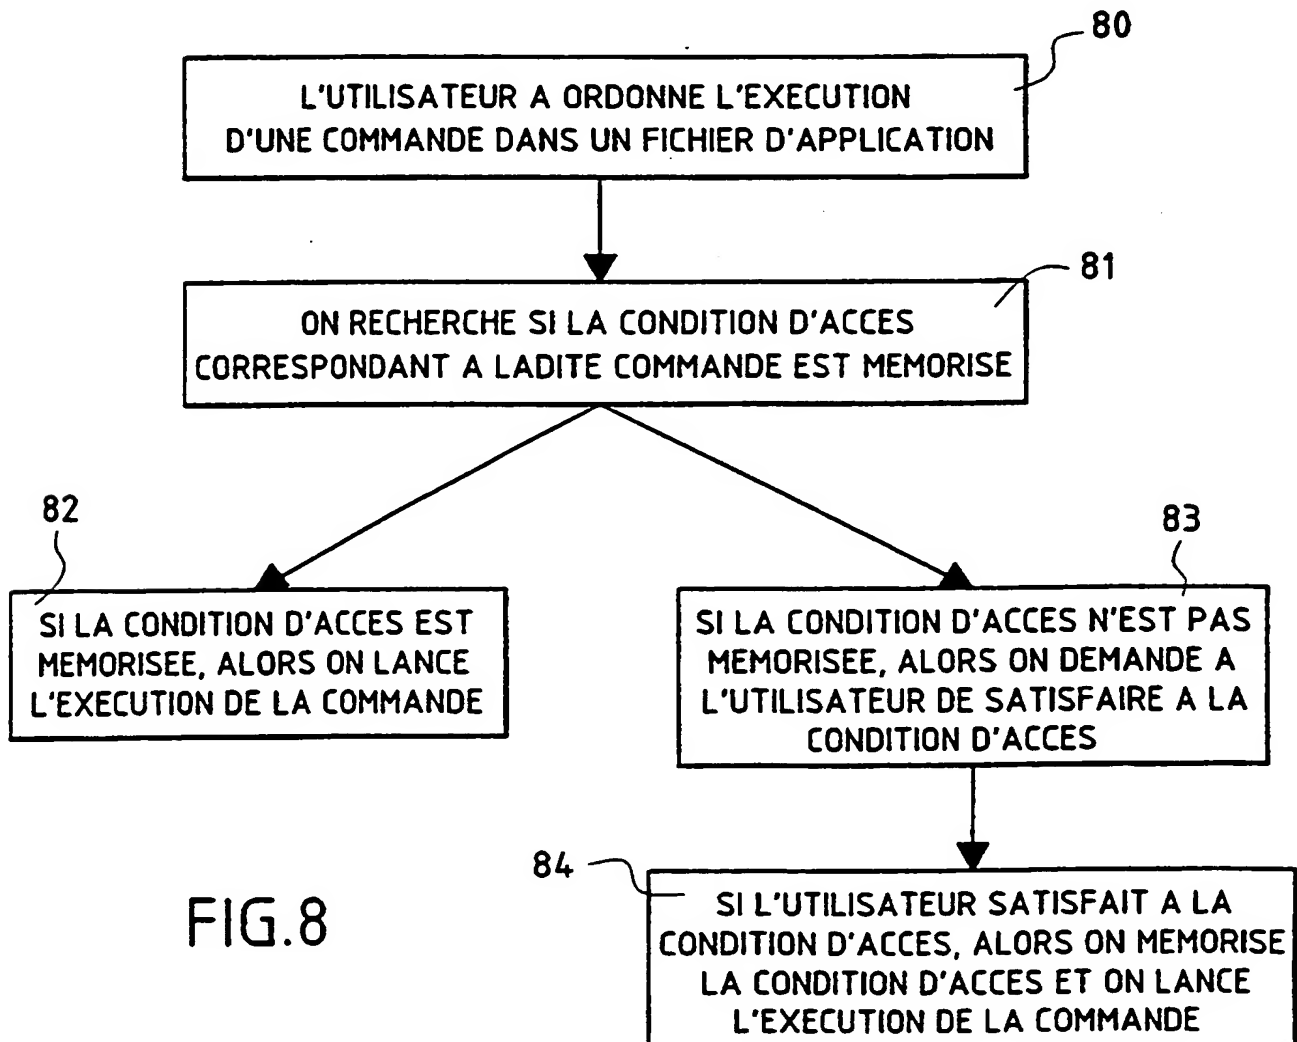 80
L'UTILISATEUR A ORDONNE L'EXECUTION
D'UNE COMMANDE DANS UN FICHIER D'APPLICATION
81
ON RECHERCHE SI LA CONDITION D'ACCES
CORRESPONDANT A LADITE COMMANDE EST MEMORISE
82
SI LA CONDITION D'ACCES EST
MEMORISEE, ALORS ON LANCE
L'EXECUTION DE LA COMMANDE
83
SI LA CONDITION D'ACCES N'EST PAS
MEMORISEE, ALORS ON DEMANDE A
L'UTILISATEUR DE SATISFAIRE A LA
CONDITION D'ACCES
84
SI L'UTILISATEUR SATISFAIT A LA
CONDITION D'ACCES, ALORS ON MEMORISE
LA CONDITION D'ACCES ET ON LANCE
L'EXECUTION DE LA COMMANDE
FIG.8